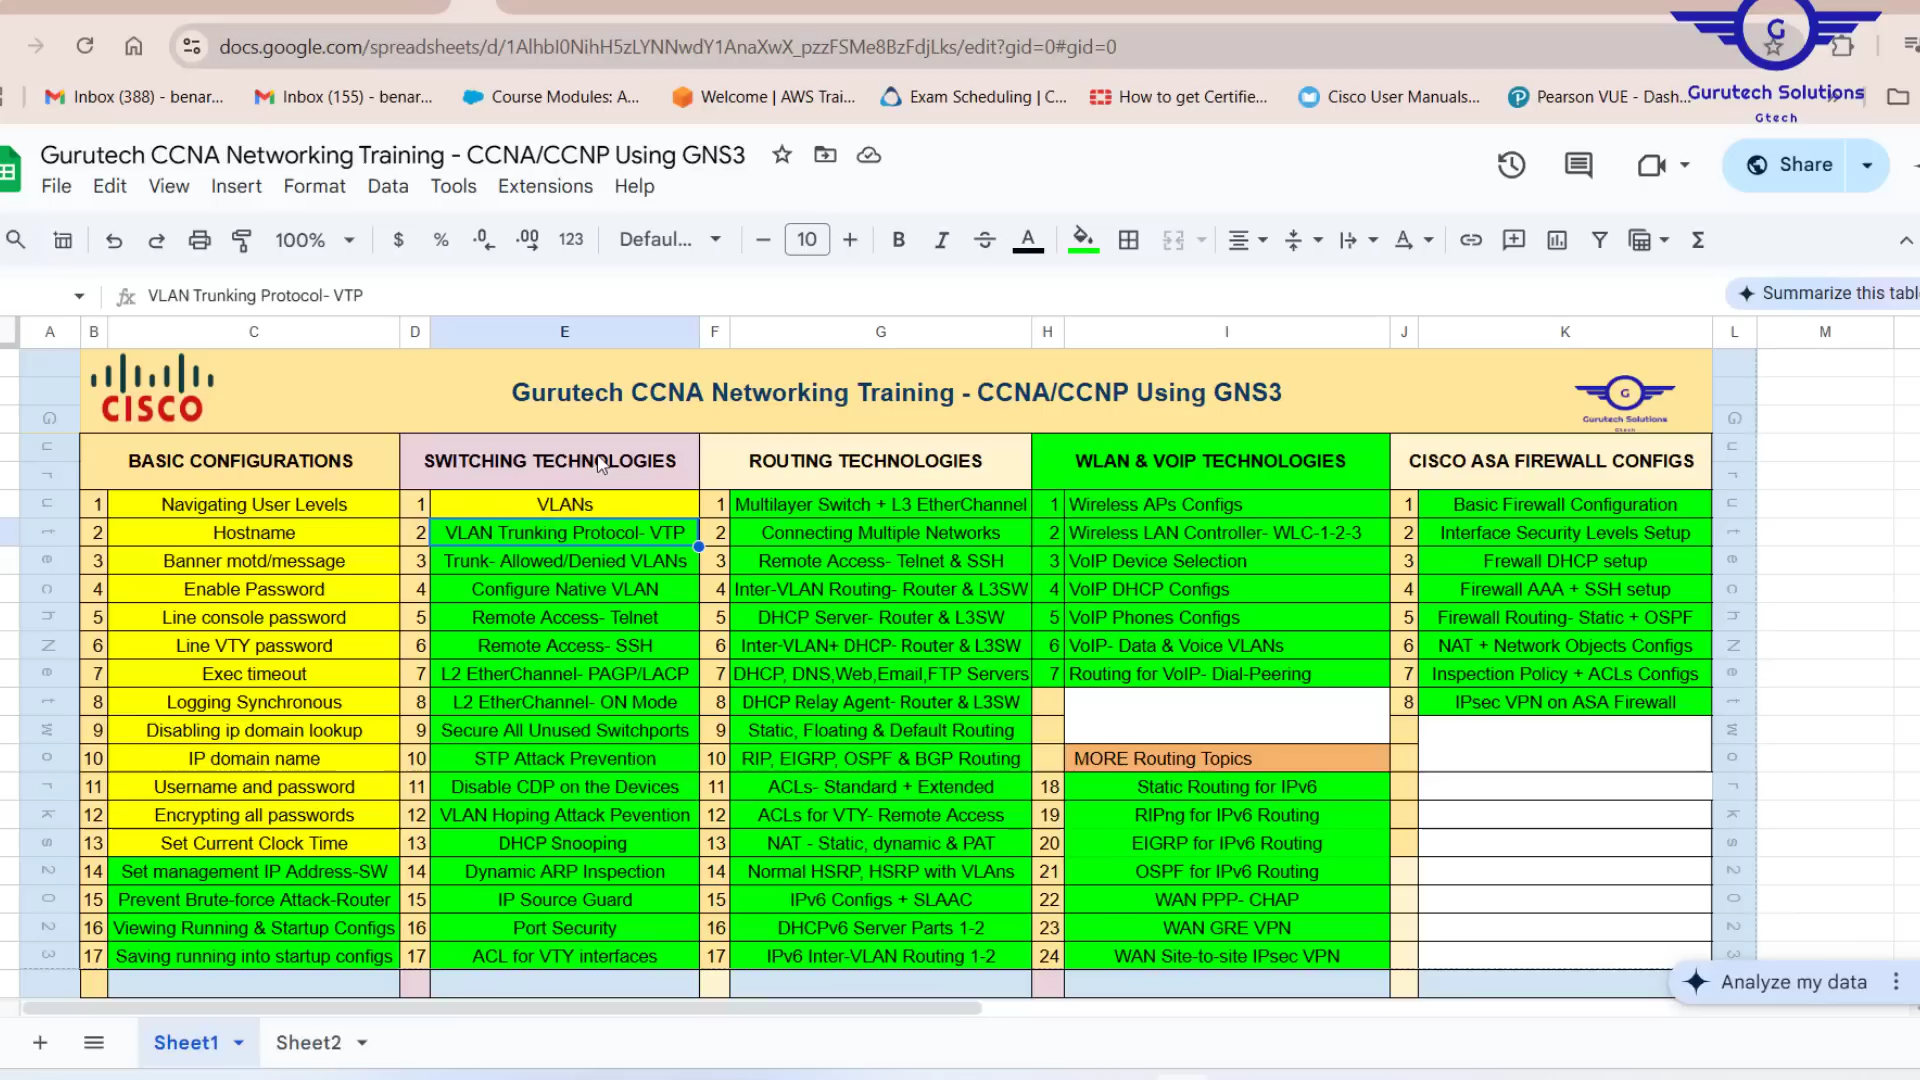 docs.google.com/spreadsheets/d/1AlhbI0NihH5zLYNNwdY1AnaXwX_pzzFSMe8BzFdjLks/edit?gid=0#gid=0
G
Inbox (388) - benar...
Inbox (155) - benar...
Course Modules: A...
Welcome | AWS Trai...
Exam Scheduling | C...
How to get Certifie...
Cisco User Manuals...
Pearson VUE - Dash...
Gurutech Solutions
Gtech
Gurutech CCNA Networking Training - CCNA/CCNP Using GNS3
File Edit View Insert Format Data Tools Extensions Help
Share
100% $ % .0 .00 123 Defaul... 10 B I A
VLAN Trunking Protocol- VTP
Summarize this tabl
A B C D E F G H I J K L M
CISCO
Gurutech CCNA Networking Training - CCNA/CCNP Using GNS3
G
Gurutech Solutions
BASIC CONFIGURATIONS SWITCHING TECHNOLOGIES ROUTING TECHNOLOGIES WLAN & VOIP TECHNOLOGIES CISCO ASA FIREWALL CONFIGS
1 Navigating User Levels 1 VLANs 1 Multilayer Switch + L3 EtherChannel 1 Wireless APs Configs 1 Basic Firewall Configuration
2 Hostname 2 VLAN Trunking Protocol- VTP 2 Connecting Multiple Networks 2 Wireless LAN Controller- WLC-1-2-3 2 Interface Security Levels Setup
3 Banner motd/message 3 Trunk- Allowed/Denied VLANs 3 Remote Access- Telnet & SSH 3 VoIP Device Selection 3 Firewall DHCP setup
4 Enable Password 4 Configure Native VLAN 4 Inter-VLAN Routing- Router & L3SW 4 VoIP DHCP Configs 4 Firewall AAA + SSH setup
5 Line console password 5 Remote Access- Telnet 5 DHCP Server- Router & L3SW 5 VoIP Phones Configs 5 Firewall Routing- Static + OSPF
6 Line VTY password 6 Remote Access- SSH 6 Inter-VLAN+ DHCP- Router & L3SW 6 VoIP- Data & Voice VLANs 6 NAT + Network Objects Configs
7 Exec timeout 7 L2 EtherChannel- PAGP/LACP 7 DHCP, DNS,Web,Email,FTP Servers 7 Routing for VoIP- Dial-Peering 7 Inspection Policy + ACLs Configs
8 Logging Synchronous 8 L2 EtherChannel- ON Mode 8 DHCP Relay Agent- Router & L3SW 8 IPsec VPN on ASA Firewall
9 Disabling ip domain lookup 9 Secure All Unused Switchports 9 Static, Floating & Default Routing
10 IP domain name 10 STP Attack Prevention 10 RIP, EIGRP, OSPF & BGP Routing MORE Routing Topics
11 Username and password 11 Disable CDP on the Devices 11 ACLs- Standard + Extended 18 Static Routing for IPv6
12 Encrypting all passwords 12 VLAN Hoping Attack Pevention 12 ACLs for VTY- Remote Access 19 RIPng for IPv6 Routing
13 Set Current Clock Time 13 DHCP Snooping 13 NAT - Static, dynamic & PAT 20 EIGRP for IPv6 Routing
14 Set management IP Address-SW 14 Dynamic ARP Inspection 14 Normal HSRP, HSRP with VLAns 21 OSPF for IPv6 Routing
15 Prevent Brute-force Attack-Router 15 IP Source Guard 15 IPv6 Configs + SLAAC 22 WAN PPP- CHAP
16 Viewing Running & Startup Configs 16 Port Security 16 DHCPv6 Server Parts 1-2 23 WAN GRE VPN
17 Saving running into startup configs 17 ACL for VTY interfaces 17 IPv6 Inter-VLAN Routing 1-2 24 WAN Site-to-site IPsec VPN
GurutechNetworks2023
GurutechNetworks2023
Analyze my data
Sheet1 Sheet2